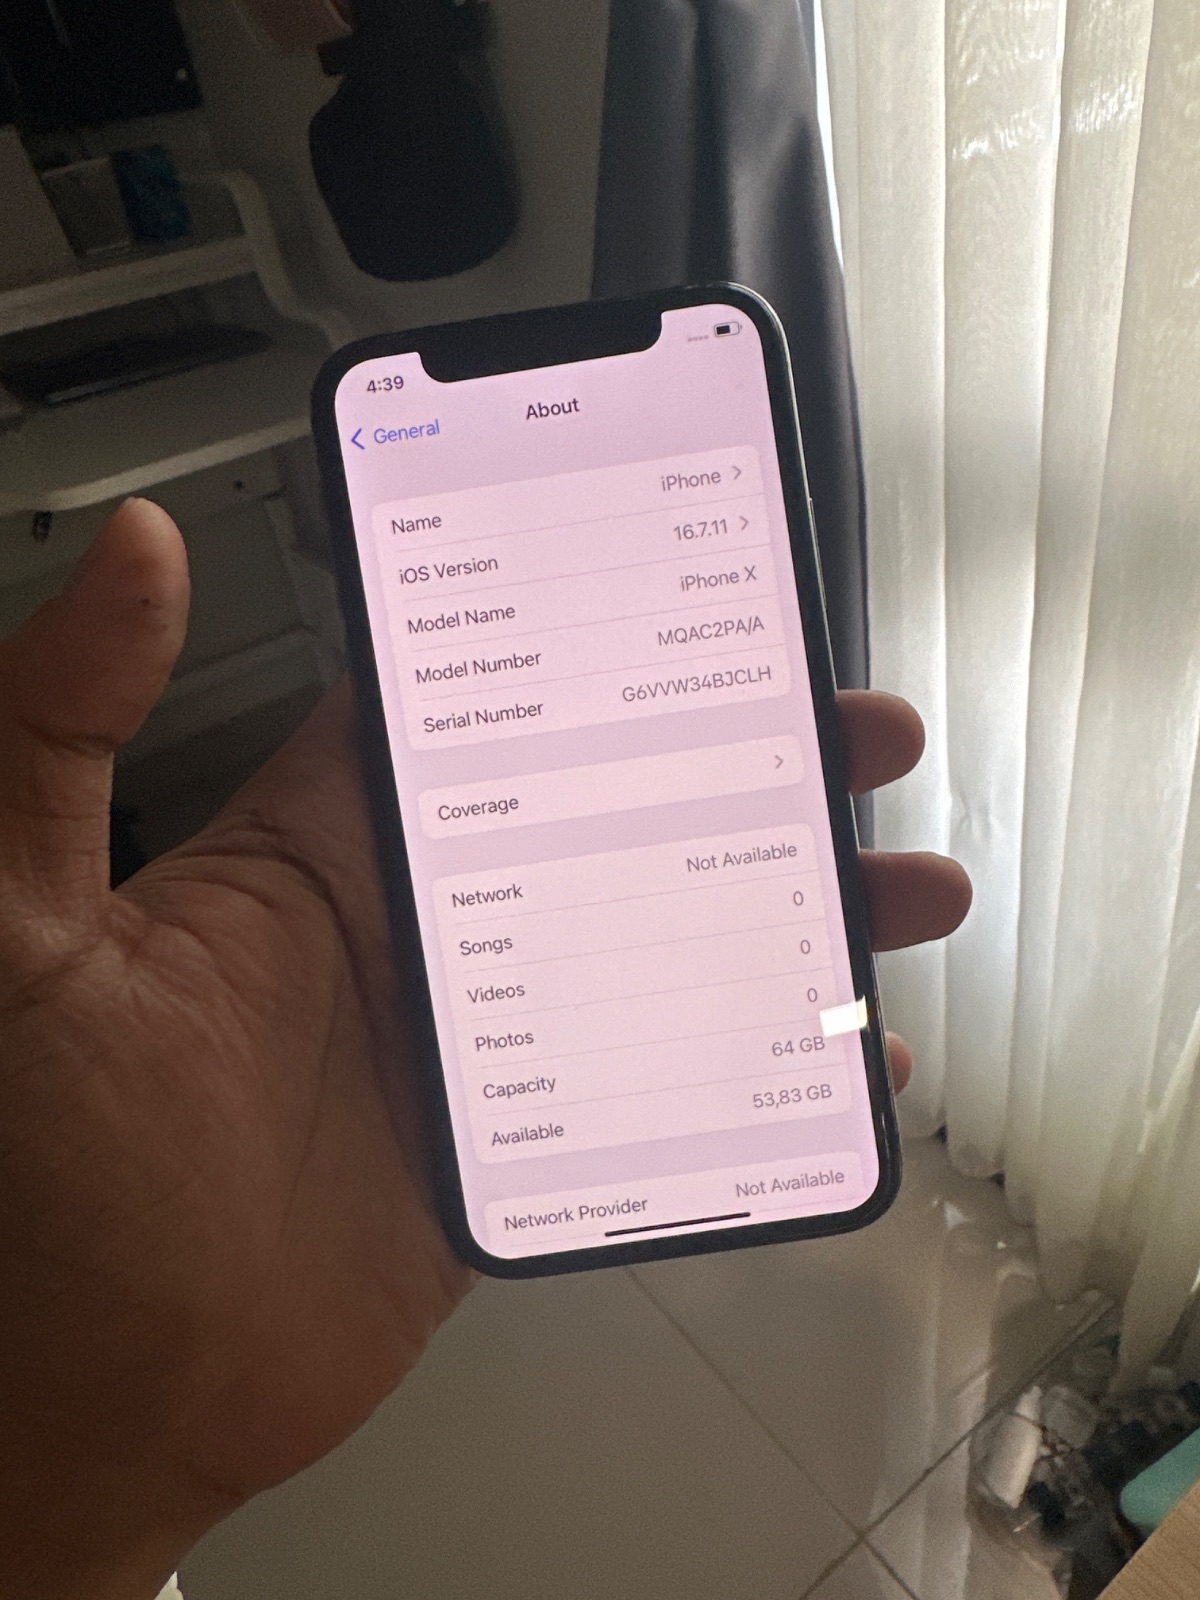 4:39
General
About
Name iPhone
iOS Version 16.7.11
Model Name iPhone X
Model Number MQAC2PA/A
Serial Number G6VVW34BJCLH
Coverage
Network Not Available
Songs 0
Videos 0
Photos 0
Capacity 64 GB
Available 53,83 GB
Network Provider Not Available